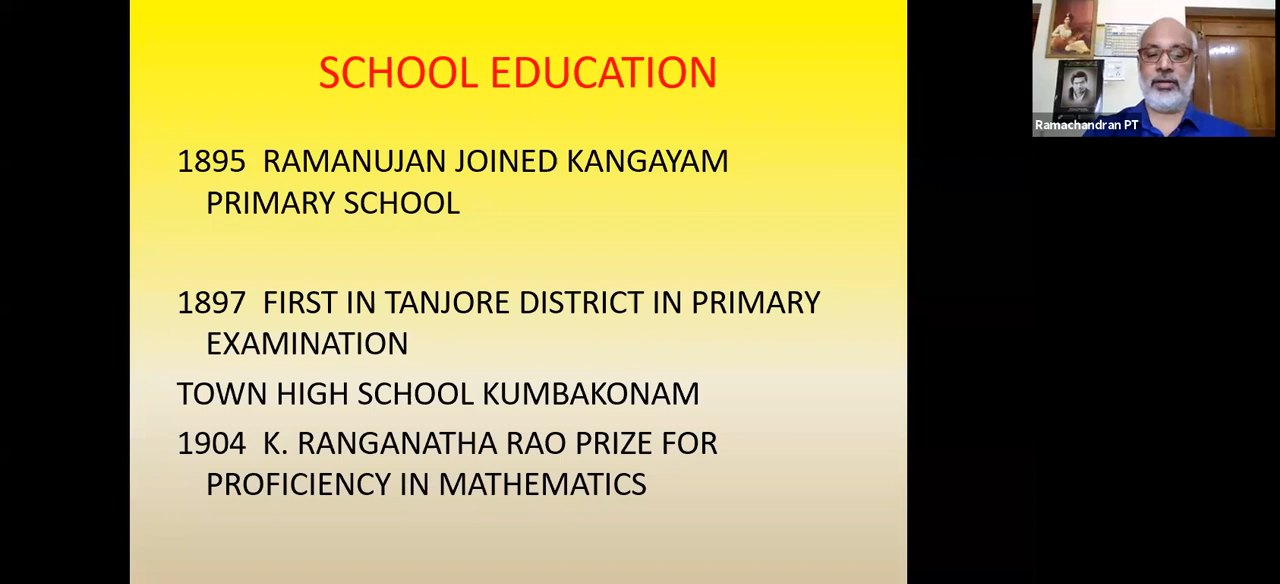 SCHOOL EDUCATION
1895 RAMANUJAN JOINED KANGAYAM
PRIMARY SCHOOL
1897 FIRST IN TANJORE DISTRICT IN PRIMARY
EXAMINATION
TOWN HIGH SCHOOL KUMBAKONAM
1904 K. RANGANATHA RAO PRIZE FOR
PROFICIENCY IN MATHEMATICS
Ramachandran PT